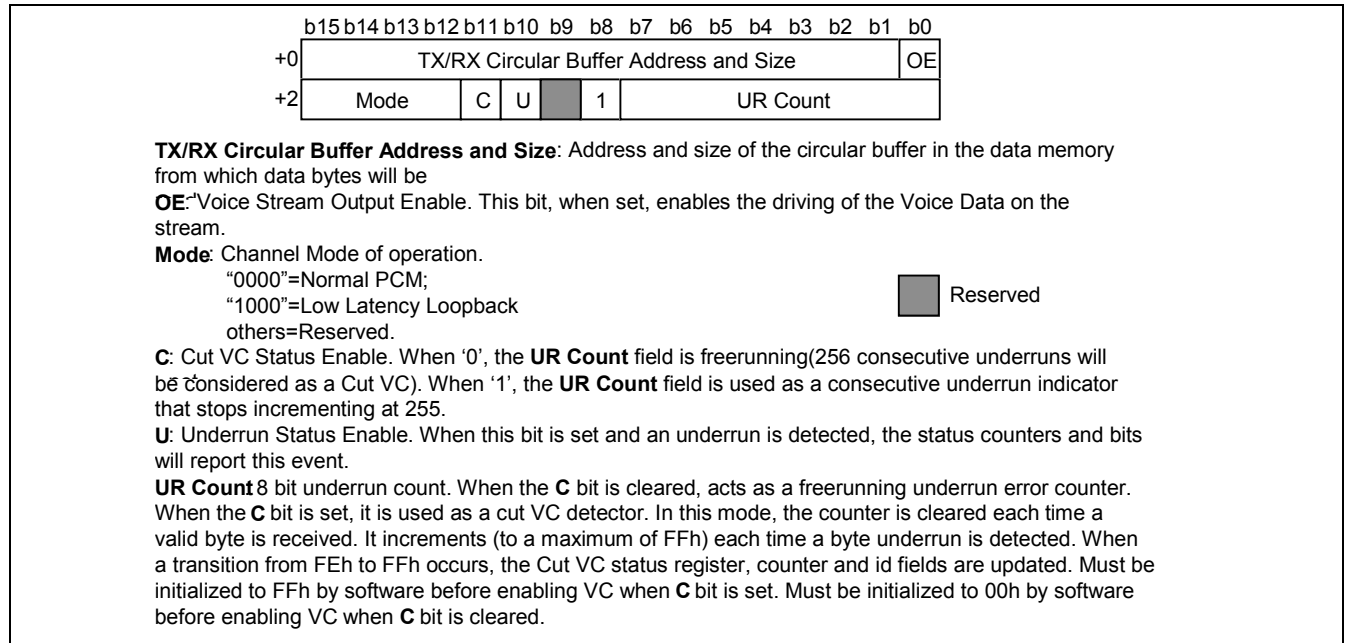 b15 b14 b13 b12 b11 b10 b9 b8 b7 b6 b5 b4 b3 b2 b1 b0
+0 TX/RX Circular Buffer Address and Size OE
+2 Mode C U 1 UR Count
TX/RX Circular Buffer Address and Size: Address and size of the circular buffer in the data memory
from which data bytes will be
OE: Voice Stream Output Enable. This bit, when set, enables the driving of the Voice Data on the
stream.
Mode: Channel Mode of operation.
“0000”=Normal PCM;
“1000”=Low Latency Loopback
Reserved
others=Reserved.
C: Cut VC Status Enable. When ‘0’, the UR Count field is freerunning(256 consecutive underruns will
be considered as a Cut VC). When ‘1’, the UR Count field is used as a consecutive underrun indicator
that stops incrementing at 255.
U: Underrun Status Enable. When this bit is set and an underrun is detected, the status counters and bits
will report this event.
UR Count: 8 bit underrun count. When the C bit is cleared, acts as a freerunning underrun error counter.
When the C bit is set, it is used as a cut VC detector. In this mode, the counter is cleared each time a
valid byte is received. It increments (to a maximum of FFh) each time a byte underrun is detected. When
a transition from FEh to FFh occurs, the Cut VC status register, counter and id fields are updated. Must be
initialized to FFh by software before enabling VC when C bit is set. Must be initialized to 00h by software
before enabling VC when C bit is cleared.